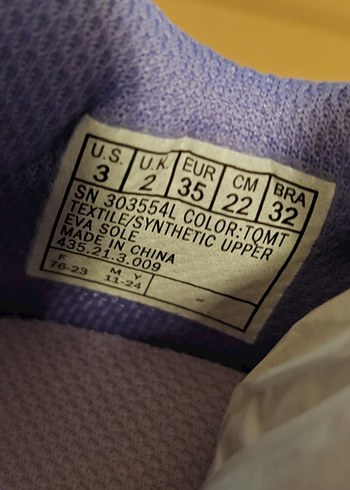 U.S. U.K. EUR CM BRA
3 2 35 22 32
SN 303554L COLOR:TQMT
TEXTILE/SYNTHETIC UPPER
EVA SOLE
MADE IN CHINA
435.21.3.009
F M Y
76-23 11-24 -